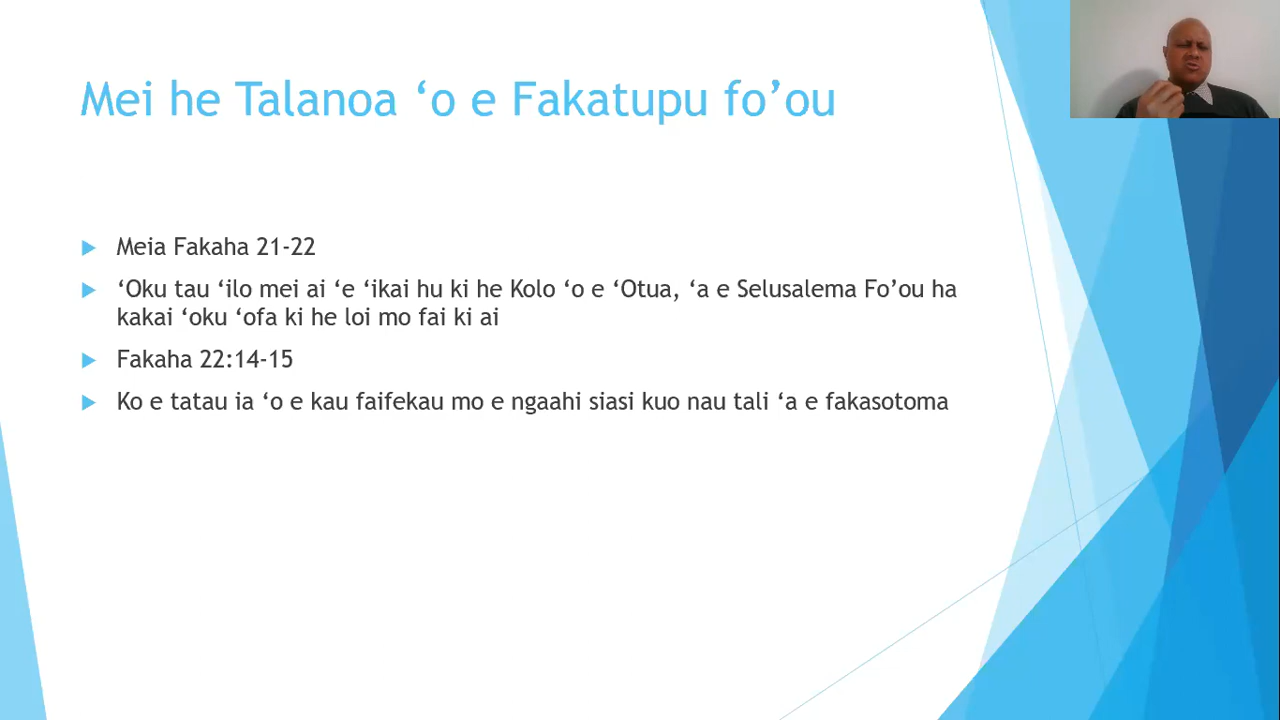 Mei he Talanoa ‘o e Fakatupu fo’ou
Meia Fakaha 21-22
‘Oku tau ‘ilo mei ai ‘e ‘ikai hu ki he Kolo ‘o e ‘Otua, ‘a e Selusalema Fo’ou ha
kakai ‘oku ‘ofa ki he loi mo fai ki ai
Fakaha 22:14-15
Ko e tatau ia ‘o e kau faifekau mo e ngaahi siasi kuo nau tali ‘a e fakasotoma